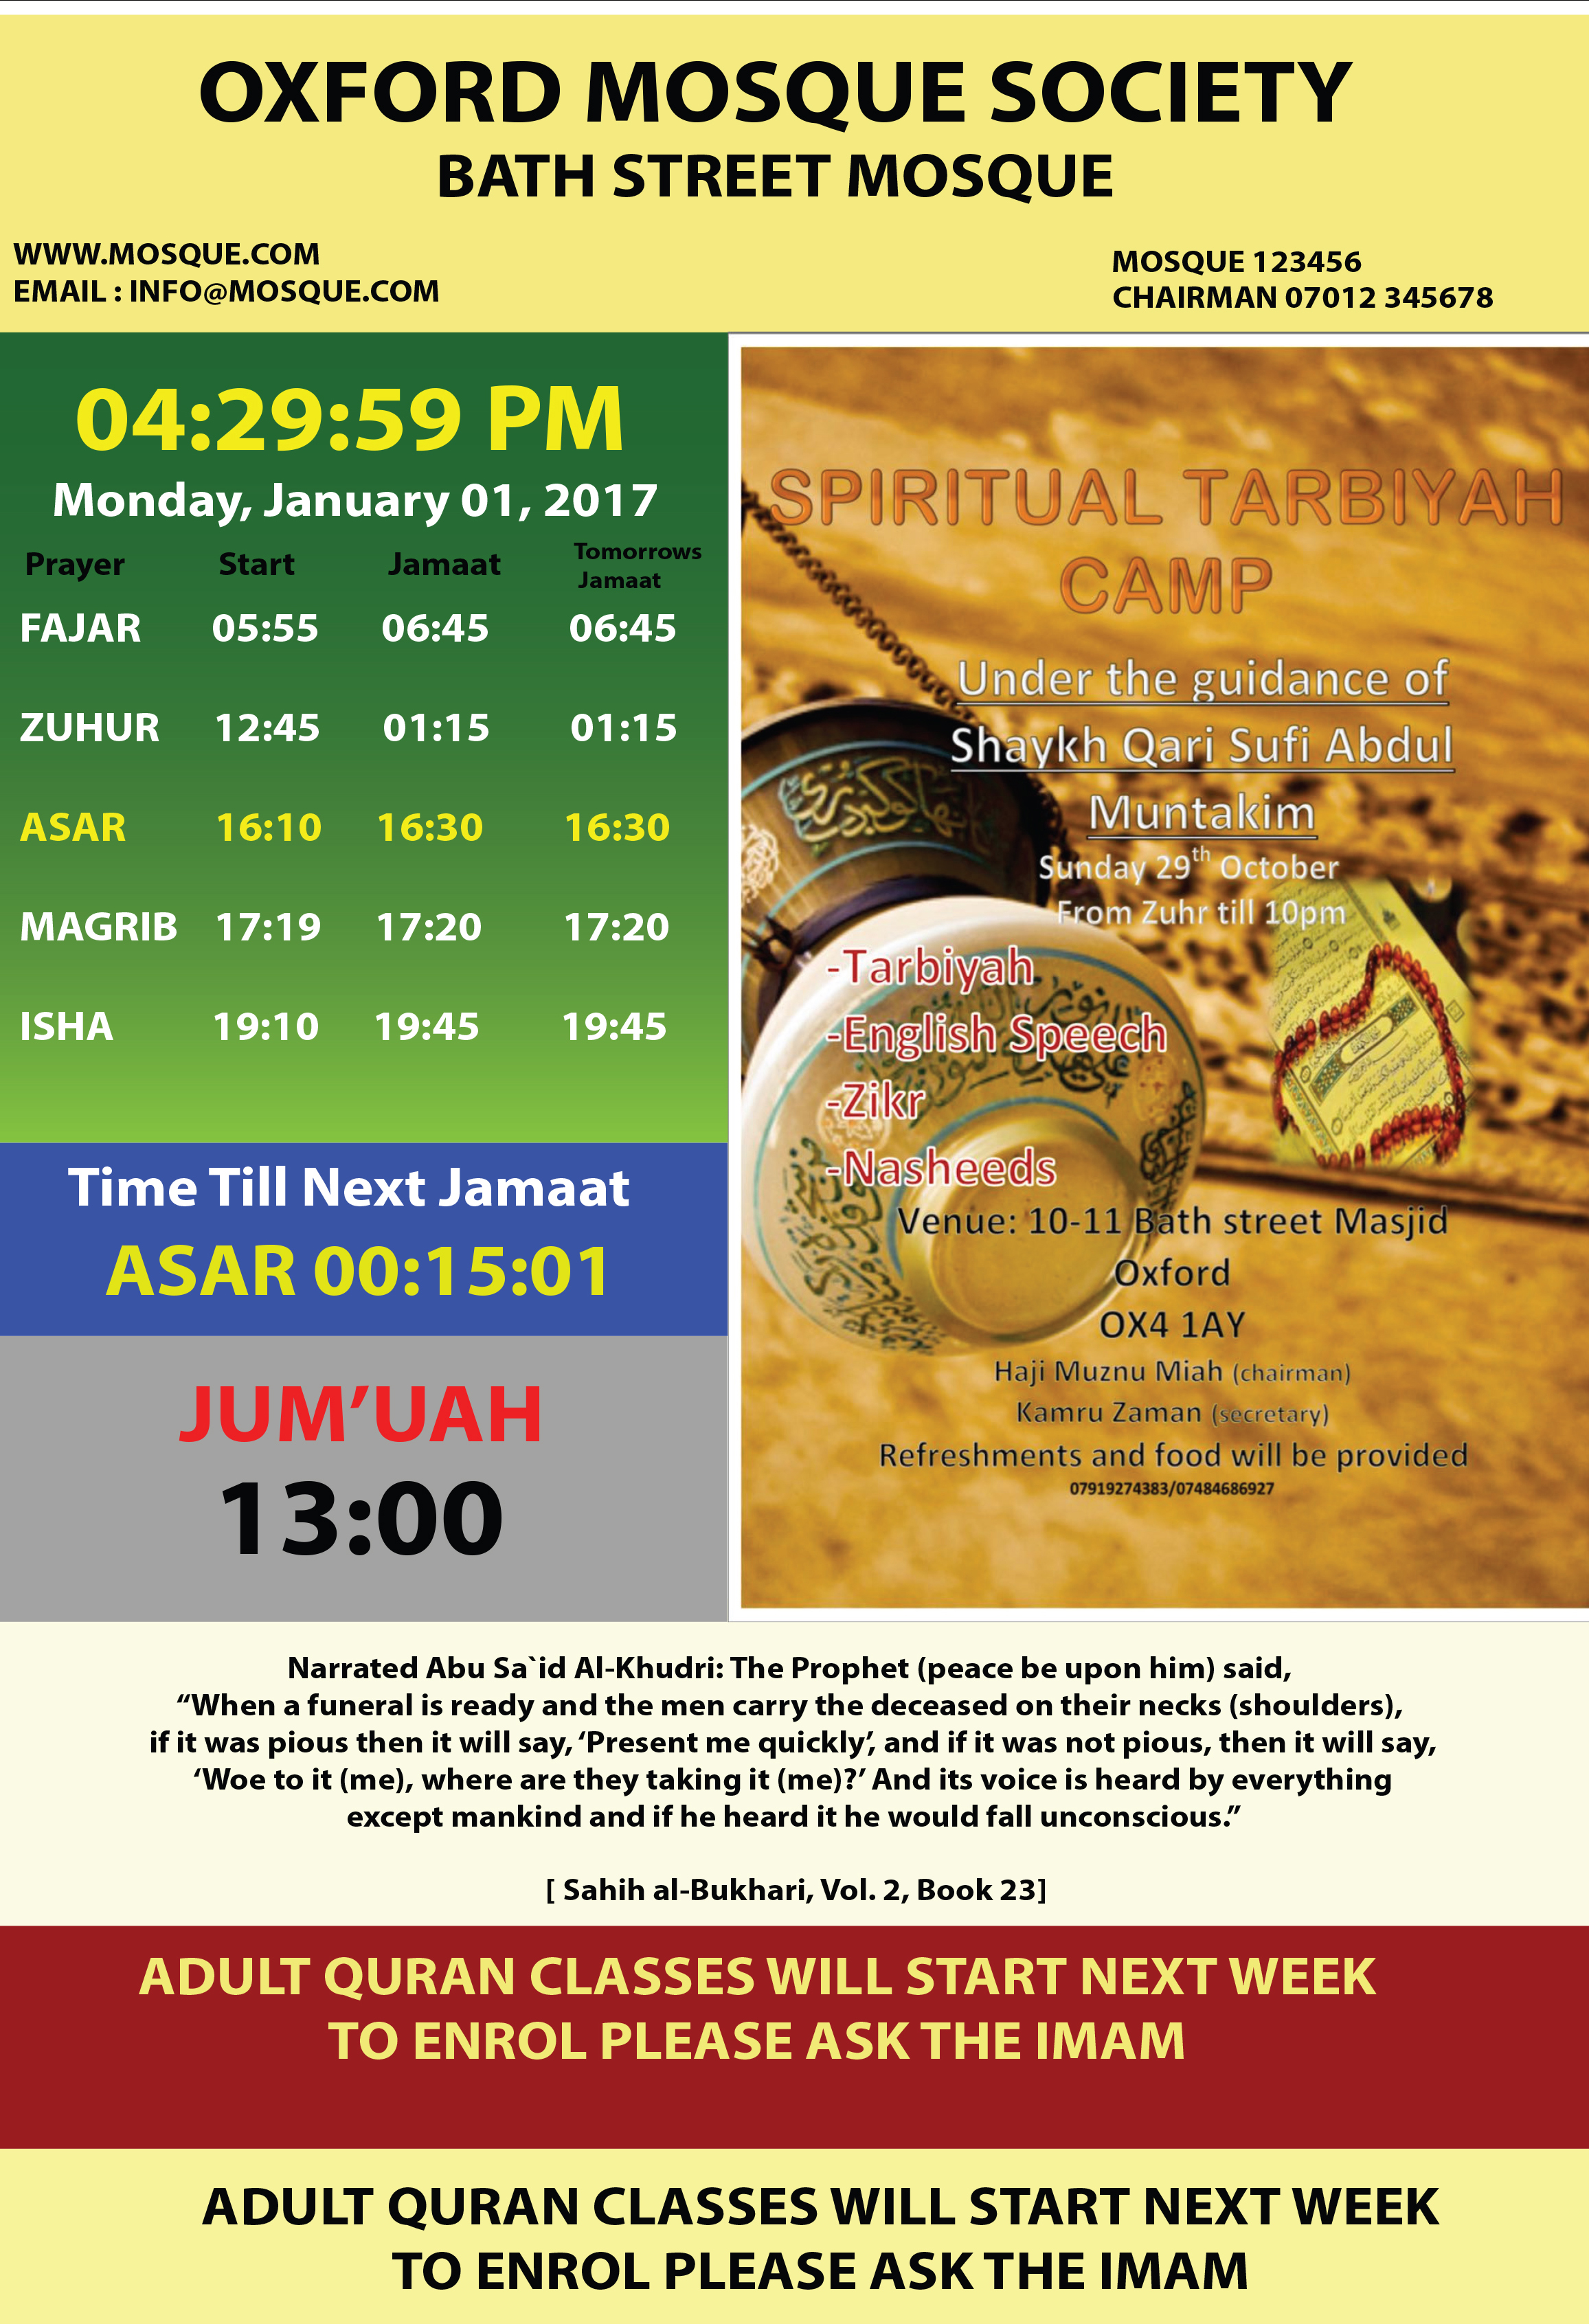 OXFORD MOSQUE SOCIETY
BATH STREET MOSQUE
WWW.MOSQUE.COM
EMAIL : INFO@MOSQUE.COM
MOSQUE 123456
CHAIRMAN 07012 345678
04:29:59 PM
Monday, January 01, 2017
Prayer Start Jamaat Tomorrows Jamaat
FAJAR 05:55 06:45 06:45
ZUHUR 12:45 01:15 01:15
ASAR 16:10 16:30 16:30
MAGRIB 17:19 17:20 17:20
ISHA 19:10 19:45 19:45
Time Till Next Jamaat
ASAR 00:15:01
JUM’UAH
13:00
SPIRITUAL TARBIYAH
CAMP
Under the guidance of
Shaykh Qari Sufi Abdul
Muntakim
Sunday 29th October
From Zuhr till 10pm
-Tarbiyah
-English Speech
-Zikr
-Nasheeds
Venue: 10-11 Bath street Masjid
Oxford
OX4 1AY
Haji Muznu Miah (chairman)
Kamru Zaman (secretary)
Refreshments and food will be provided
07919274383/07484686927
Narrated Abu Sa`id Al-Khudri: The Prophet (peace be upon him) said,
“When a funeral is ready and the men carry the deceased on their necks (shoulders),
if it was pious then it will say, ‘Present me quickly’, and if it was not pious, then it will say,
‘Woe to it (me), where are they taking it (me)?’ And its voice is heard by everything
except mankind and if he heard it he would fall unconscious.”
[ Sahih al-Bukhari, Vol. 2, Book 23]
ADULT QURAN CLASSES WILL START NEXT WEEK
TO ENROL PLEASE ASK THE IMAM
ADULT QURAN CLASSES WILL START NEXT WEEK
TO ENROL PLEASE ASK THE IMAM